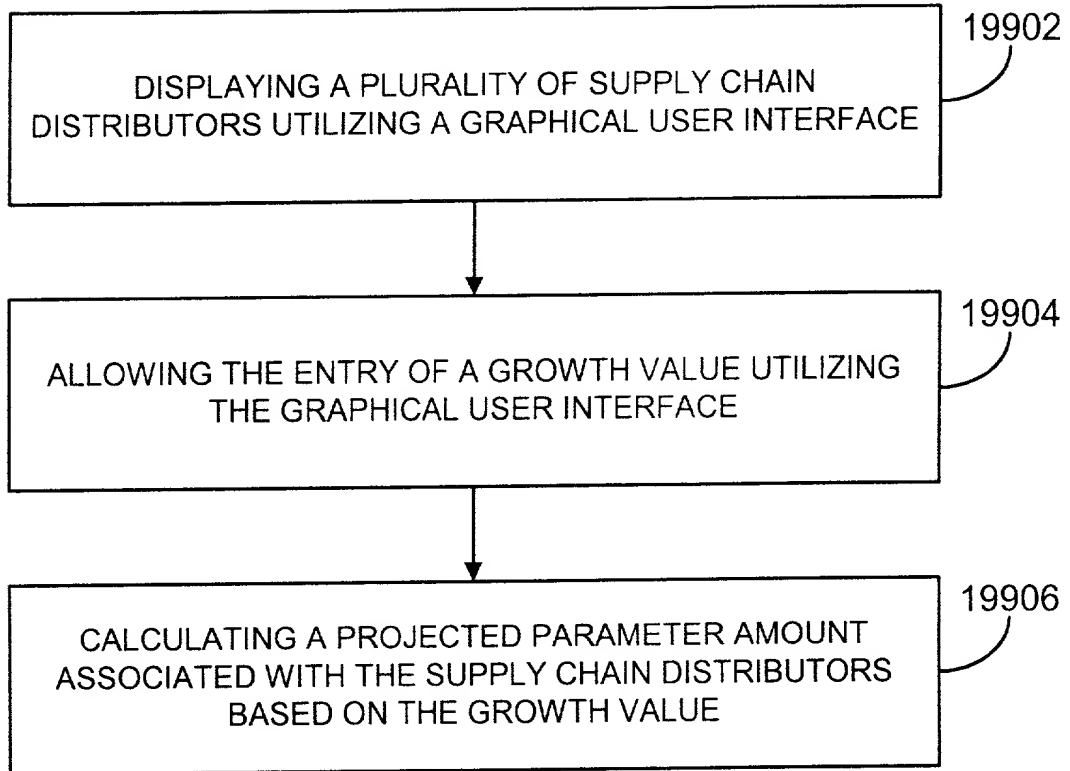 19902
DISPLAYING A PLURALITY OF SUPPLY CHAIN
DISTRIBUTORS UTILIZING A GRAPHICAL USER INTERFACE
19904
ALLOWING THE ENTRY OF A GROWTH VALUE UTILIZING
THE GRAPHICAL USER INTERFACE
19906
CALCULATING A PROJECTED PARAMETER AMOUNT
ASSOCIATED WITH THE SUPPLY CHAIN DISTRIBUTORS
BASED ON THE GROWTH VALUE